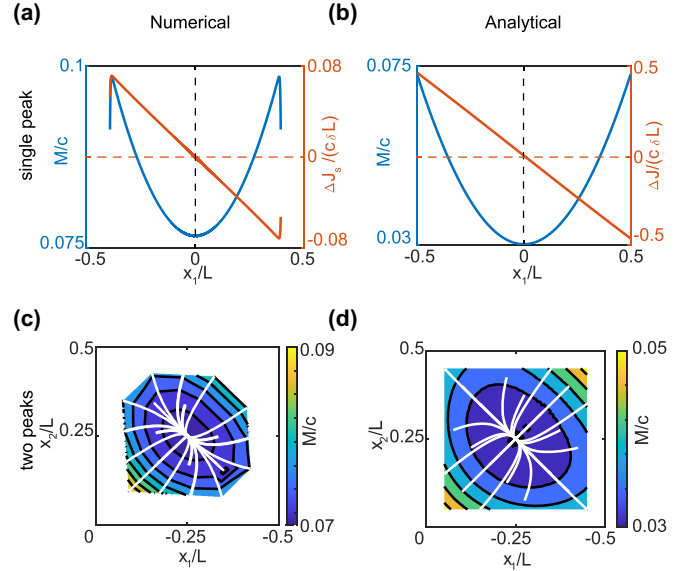 (a) Numerical (b) Analytical
single peak
0.1 0.08 0.075 0.5
M/c 0 ΔJs/(c δ L) M/c 0 ΔJ/(c δ L)
0.075 -0.08 0.03 -0.5
-0.5 0 0.5 -0.5 0 0.5
x1/L x1/L
(c) (d)
two peaks
0.5 0.09 0.5 0.05
x2/L 0.25 M/c x2/L 0.25 M/c
0 0.07 0 0.03
0 -0.25 -0.5 0 -0.25 -0.5
x1/L x1/L